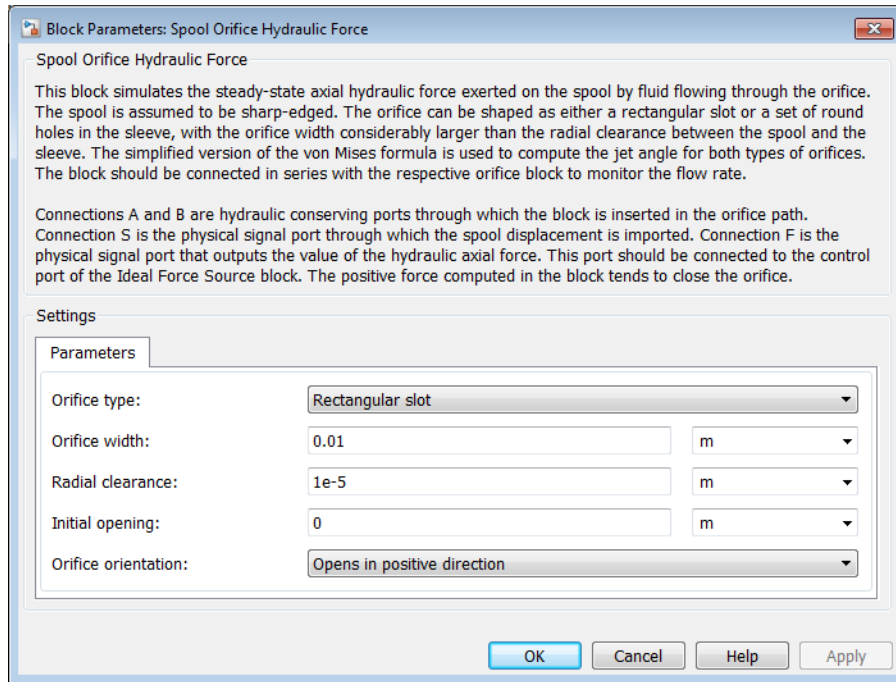 Block Parameters: Spool Orifice Hydraulic Force
Spool Orifice Hydraulic Force
This block simulates the steady-state axial hydraulic force exerted on the spool by fluid flowing through the orifice.
The spool is assumed to be sharp-edged. The orifice can be shaped as either a rectangular slot or a set of round
holes in the sleeve, with the orifice width considerably larger than the radial clearance between the spool and the
sleeve. The simplified version of the von Mises formula is used to compute the jet angle for both types of orifices.
The block should be connected in series with the respective orifice block to monitor the flow rate.
Connections A and B are hydraulic conserving ports through which the block is inserted in the orifice path.
Connection S is the physical signal port through which the spool displacement is imported. Connection F is the
physical signal port that outputs the value of the hydraulic axial force. This port should be connected to the control
port of the Ideal Force Source block. The positive force computed in the block tends to close the orifice.
Settings
Parameters
Orifice type: Rectangular slot
Orifice width: 0.01 m
Radial clearance: 1e-5 m
Initial opening: 0 m
Orifice orientation: Opens in positive direction
OK Cancel Help Apply